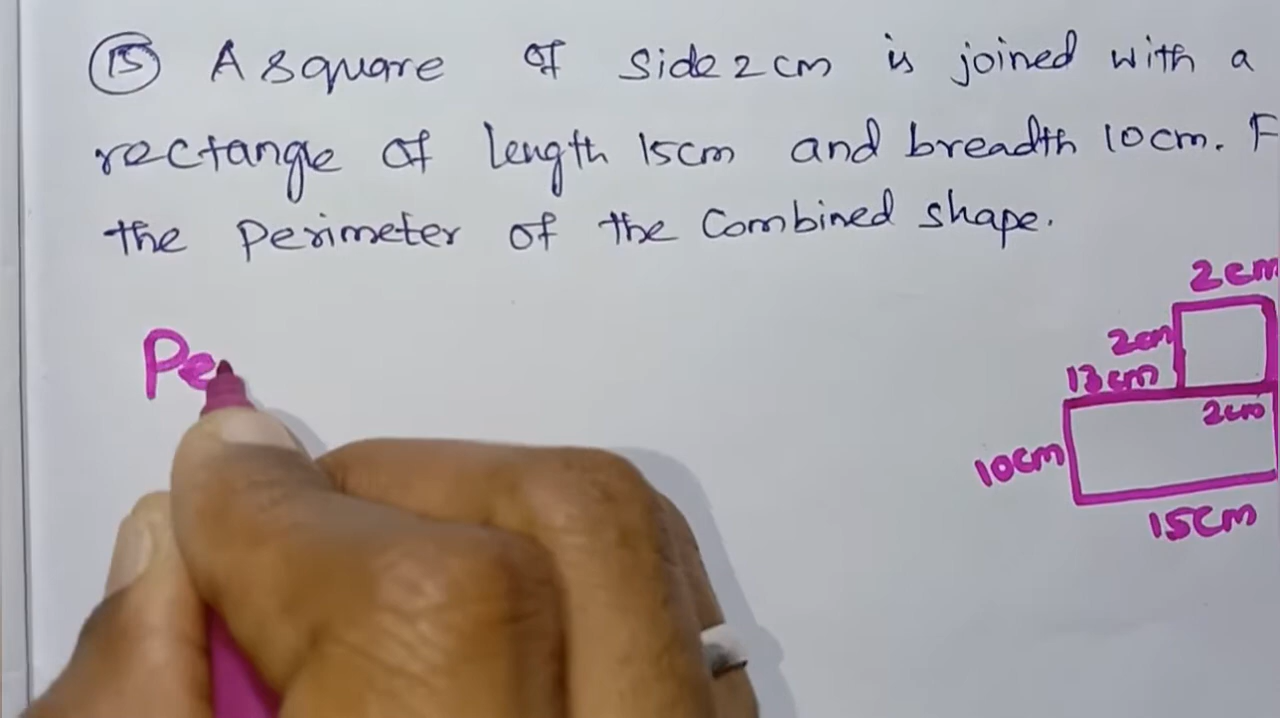 15 A square of side 2 cm is joined with a
rectangle of length 15cm and breadth 10cm. F
the perimeter of the combined shape.
2cm
2cm
13cm
2cm
10cm
15cm
Pe